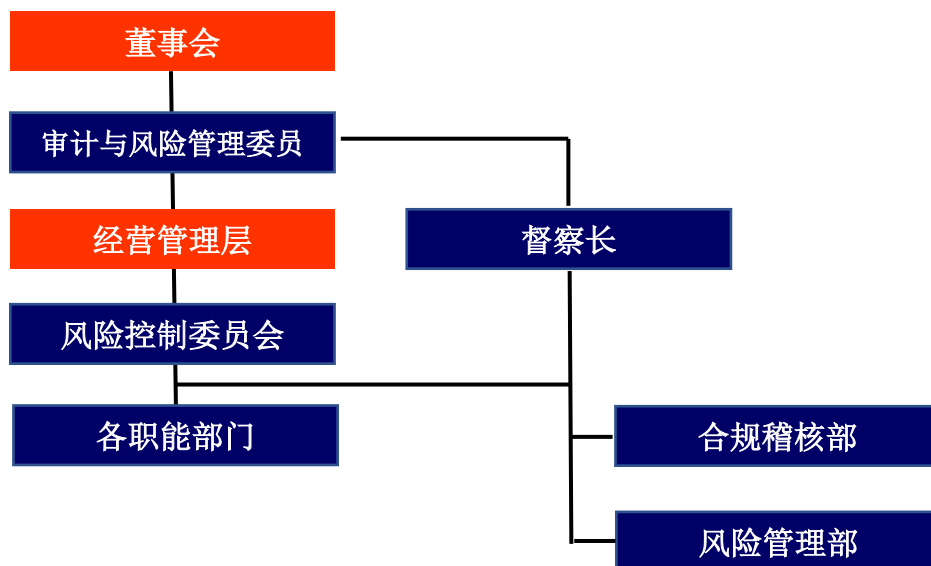 董事会
审计与风险管理委员
经营管理层
督察长
风险控制委员会
各职能部门
合规稽核部
风险管理部